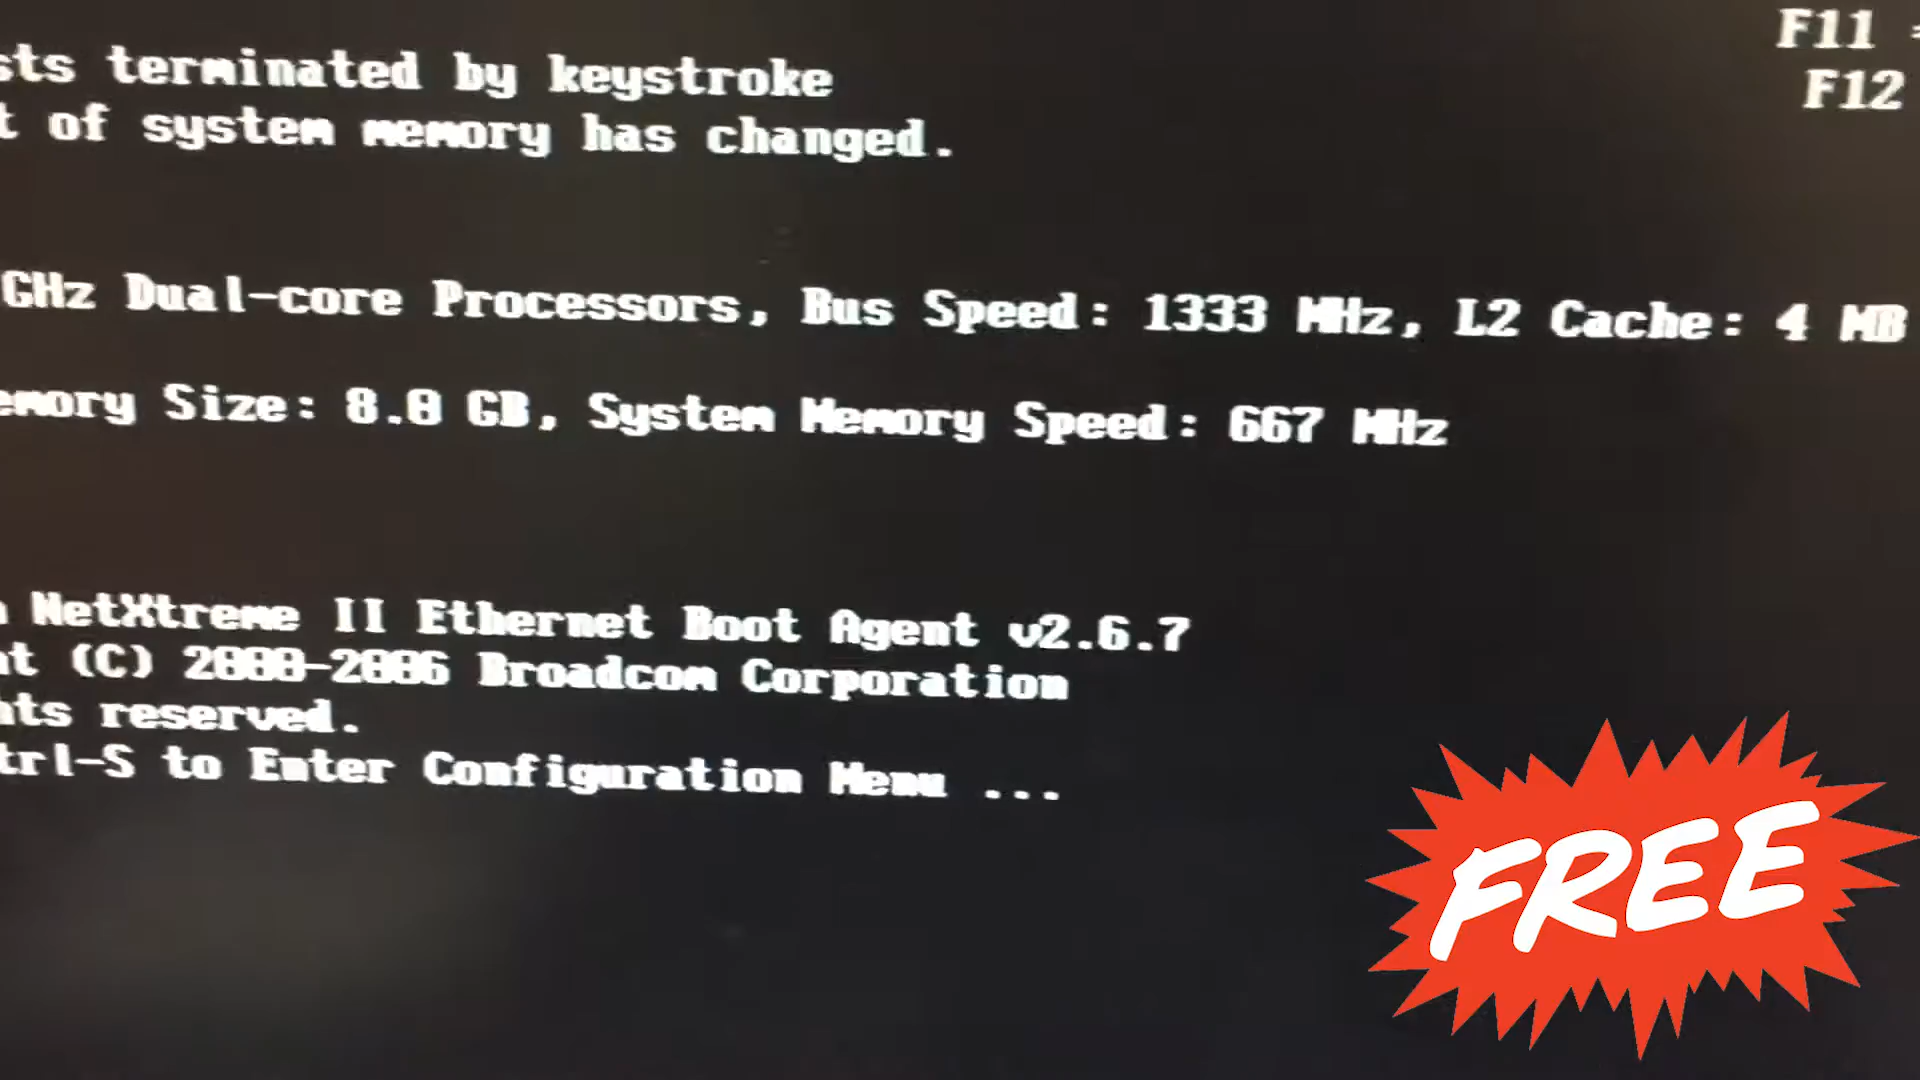 F11 =
F12
sts terminated by keystroke
t of system memory has changed.
GHz Dual-core Processors, Bus Speed: 1333 MHz, L2 Cache: 4 MB
emory Size: 8.0 GB, System Memory Speed: 667 MHz
NetXtreme II Ethernet Boot Agent v2.6.7
ht (C) 2000-2006 Broadcom Corporation
hts reserved.
trl-S to Enter Configuration Menu ...
FREE